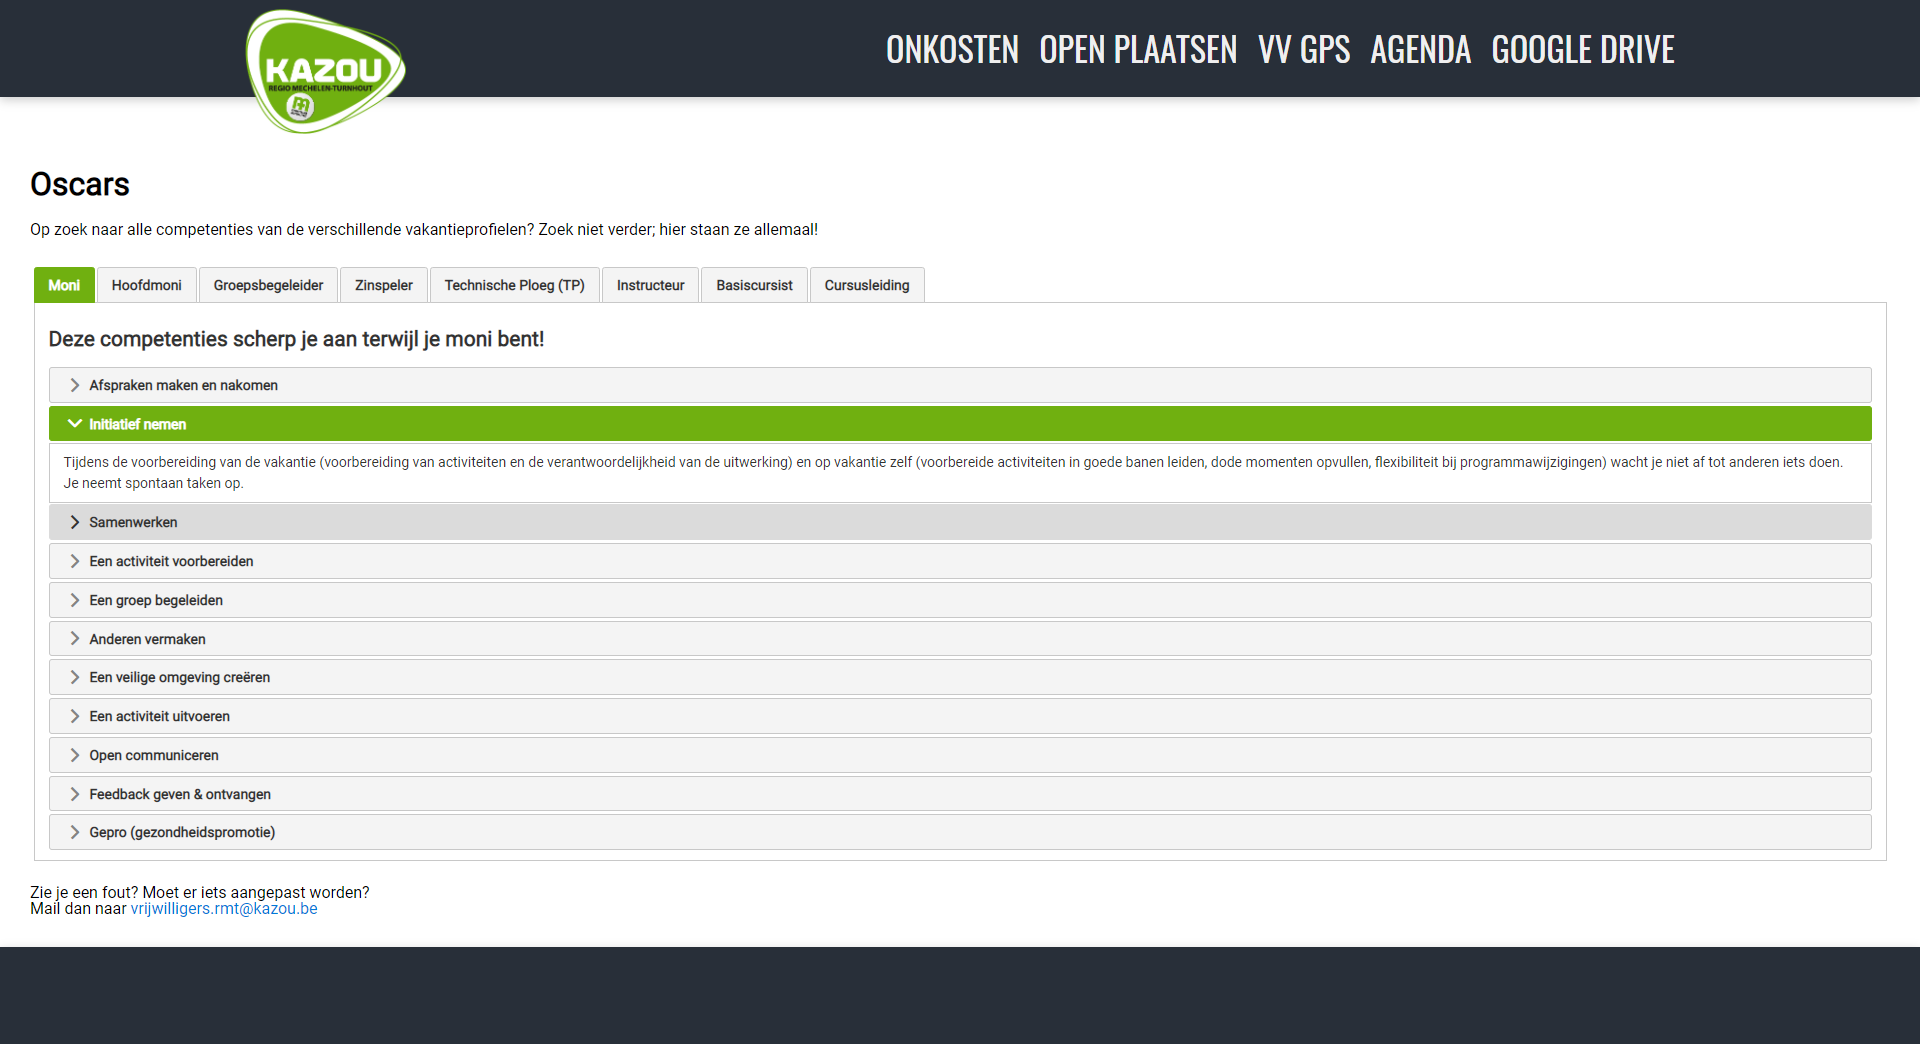 KAZOU
REGIO MECHELEN-TURNHOUT
ONKOSTEN OPEN PLAATSEN VV GPS AGENDA GOOGLE DRIVE
Oscars
Op zoek naar alle competenties van de verschillende vakantieprofielen? Zoek niet verder; hier staan ze allemaal!
Moni Hoofdmoni Groepsbegeleider Zinspeler Technische Ploeg (TP) Instructeur Basiscursist Cursusleiding
Deze competenties scherp je aan terwijl je moni bent!
Afspraken maken en nakomen
Initiatief nemen
Tijdens de voorbereiding van de vakantie (voorbereiding van activiteiten en de verantwoordelijkheid van de uitwerking) en op vakantie zelf (voorbereide activiteiten in goede banen leiden, dode momenten opvullen, flexibiliteit bij programmawijzigingen) wacht je niet af tot anderen iets doen.
Je neemt spontaan taken op.
Samenwerken
Een activiteit voorbereiden
Een groep begeleiden
Anderen vermaken
Een veilige omgeving creëren
Een activiteit uitvoeren
Open communiceren
Feedback geven & ontvangen
Gepro (gezondheidspromotie)
Zie je een fout? Moet er iets aangepast worden?
Mail dan naar vrijwilligers.rmt@kazou.be